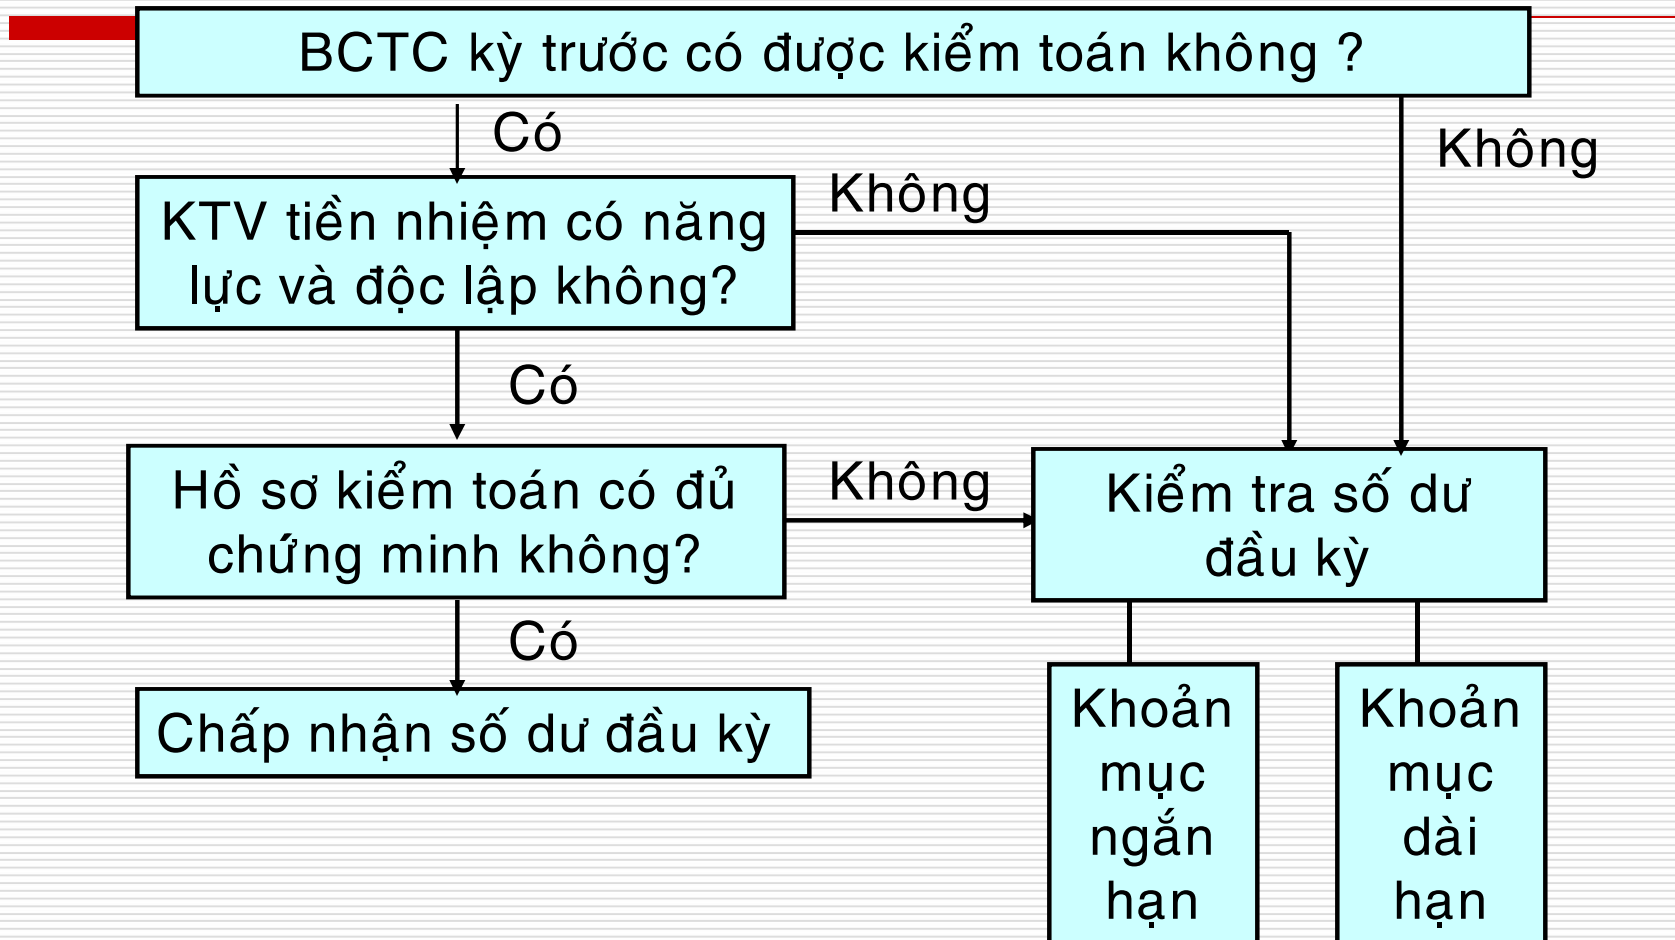 BCTC kỳ trước có được kiểm toán không ?
Có
Không
KTV tiền nhiệm có năng
lực và độc lập không?
Không
Có
Hồ sơ kiểm toán có đủ
chứng minh không?
Không
Kiểm tra số dư
đầu kỳ
Có
Chấp nhận số dư đầu kỳ
Khoản
mục
ngắn
hạn
Khoản
mục
dài
hạn